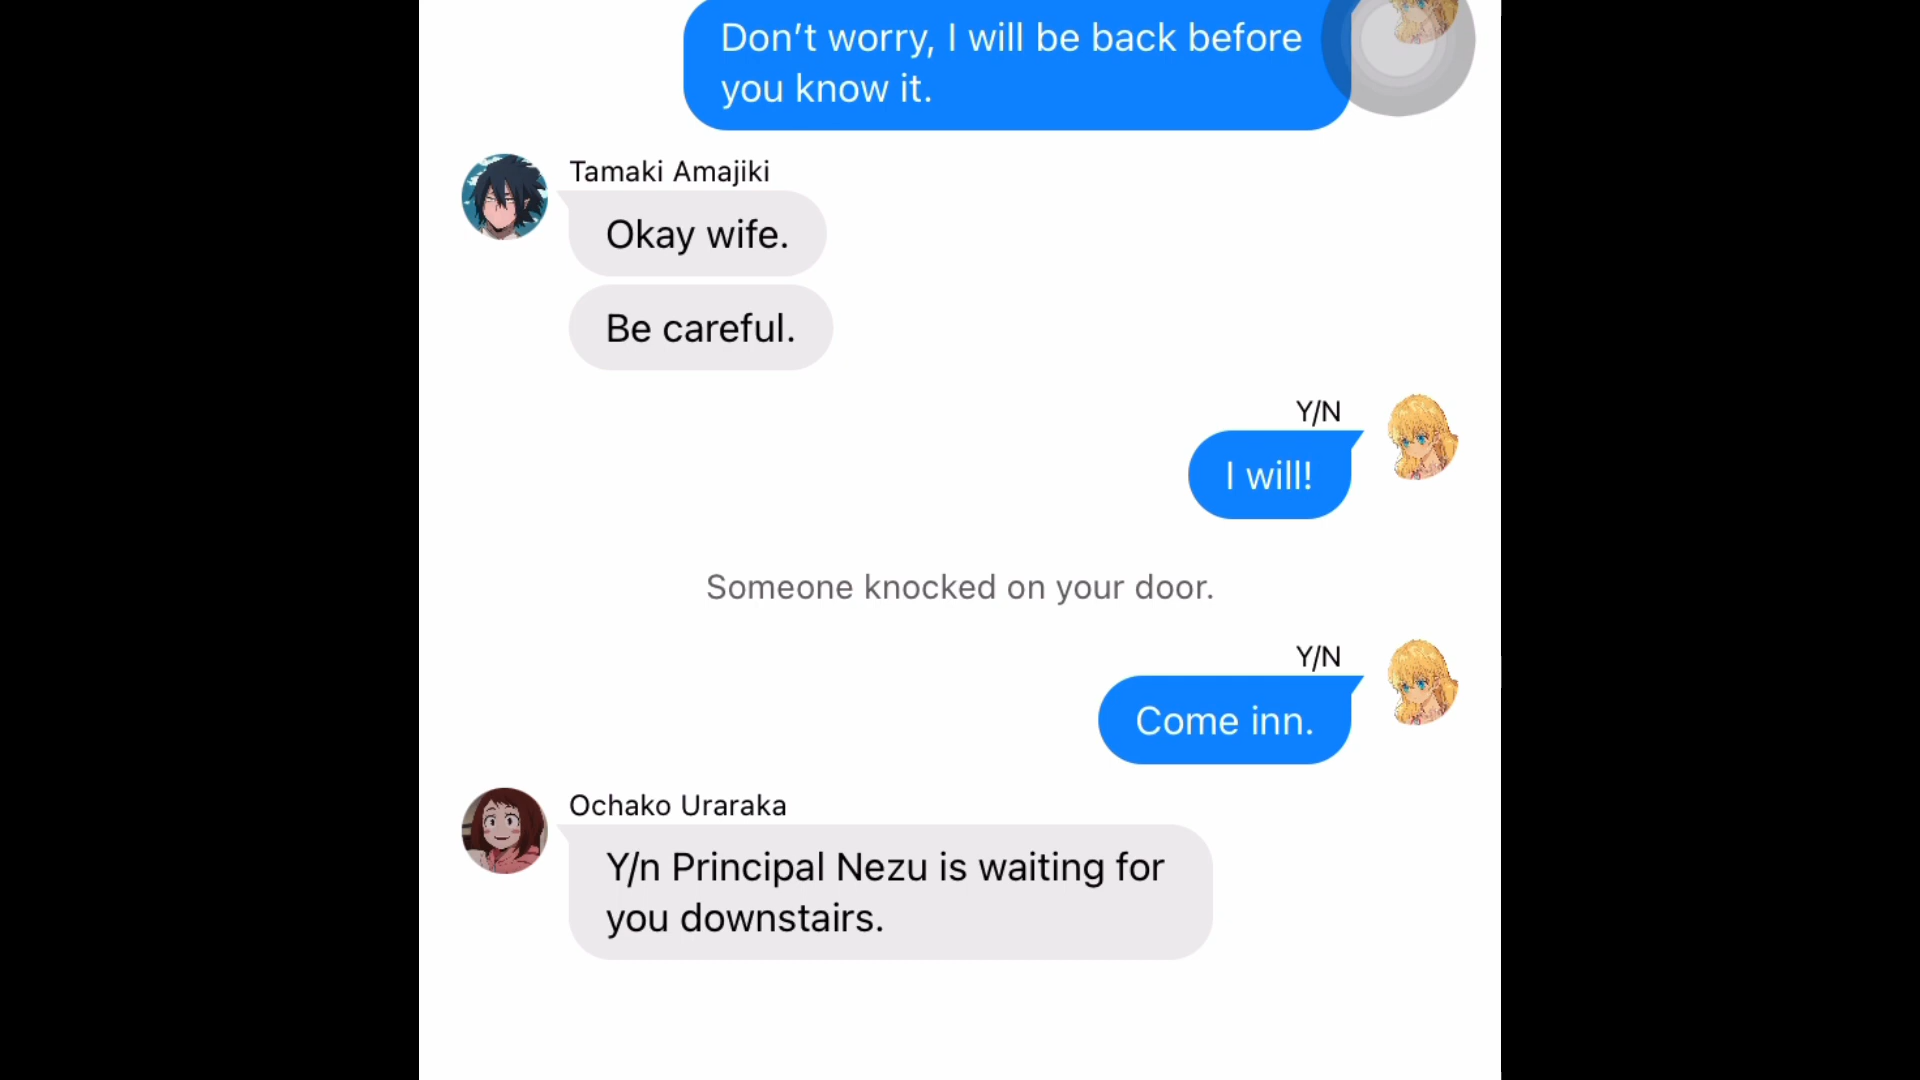 Don't worry, I will be back before
you know it.
Tamaki Amajiki
Okay wife.
Be careful.
Y/N
I will!
Someone knocked on your door.
Y/N
Come inn.
Ochako Uraraka
Y/n Principal Nezu is waiting for
you downstairs.